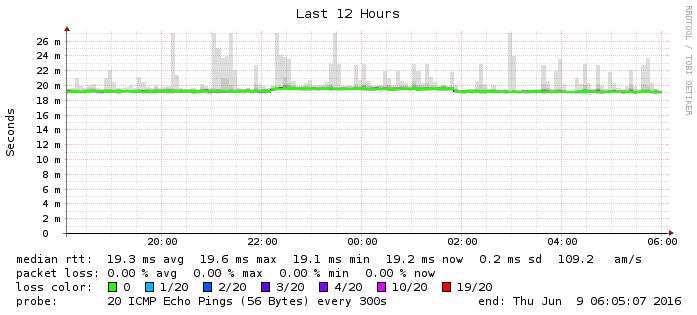 Last 12 Hours
RRDTOOL / TOBI OETIKER
Seconds
26 m
24 m
22 m
20 m
18 m
16 m
14 m
12 m
10 m
8 m
6 m
4 m
2 m
0
20:00 22:00 00:00 02:00 04:00 06:00
median rtt: 19.3 ms avg 19.6 ms max 19.1 ms min 19.2 ms now 0.2 ms sd 109.2 am/s
packet loss: 0.00 % avg 0.00 % max 0.00 % min 0.00 % now
loss color: 0 1/20 2/20 3/20 4/20 10/20 19/20
probe: 20 ICMP Echo Pings (56 Bytes) every 300s end: Thu Jun 9 06:05:07 2016